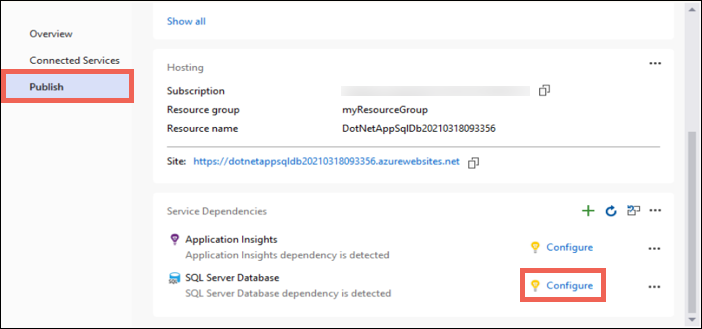 Show all
Overview
Connected Services
Publish
Hosting
Subscription
Resource group myResourceGroup
Resource name DotNetAppSqlDb20210318093356
Site: https://dotnetappsqldb20210318093356.azurewebsites.net
Service Dependencies
Application Insights
Application Insights dependency is detected
Configure
SQL Server Database
SQL Server Database dependency is detected
Configure